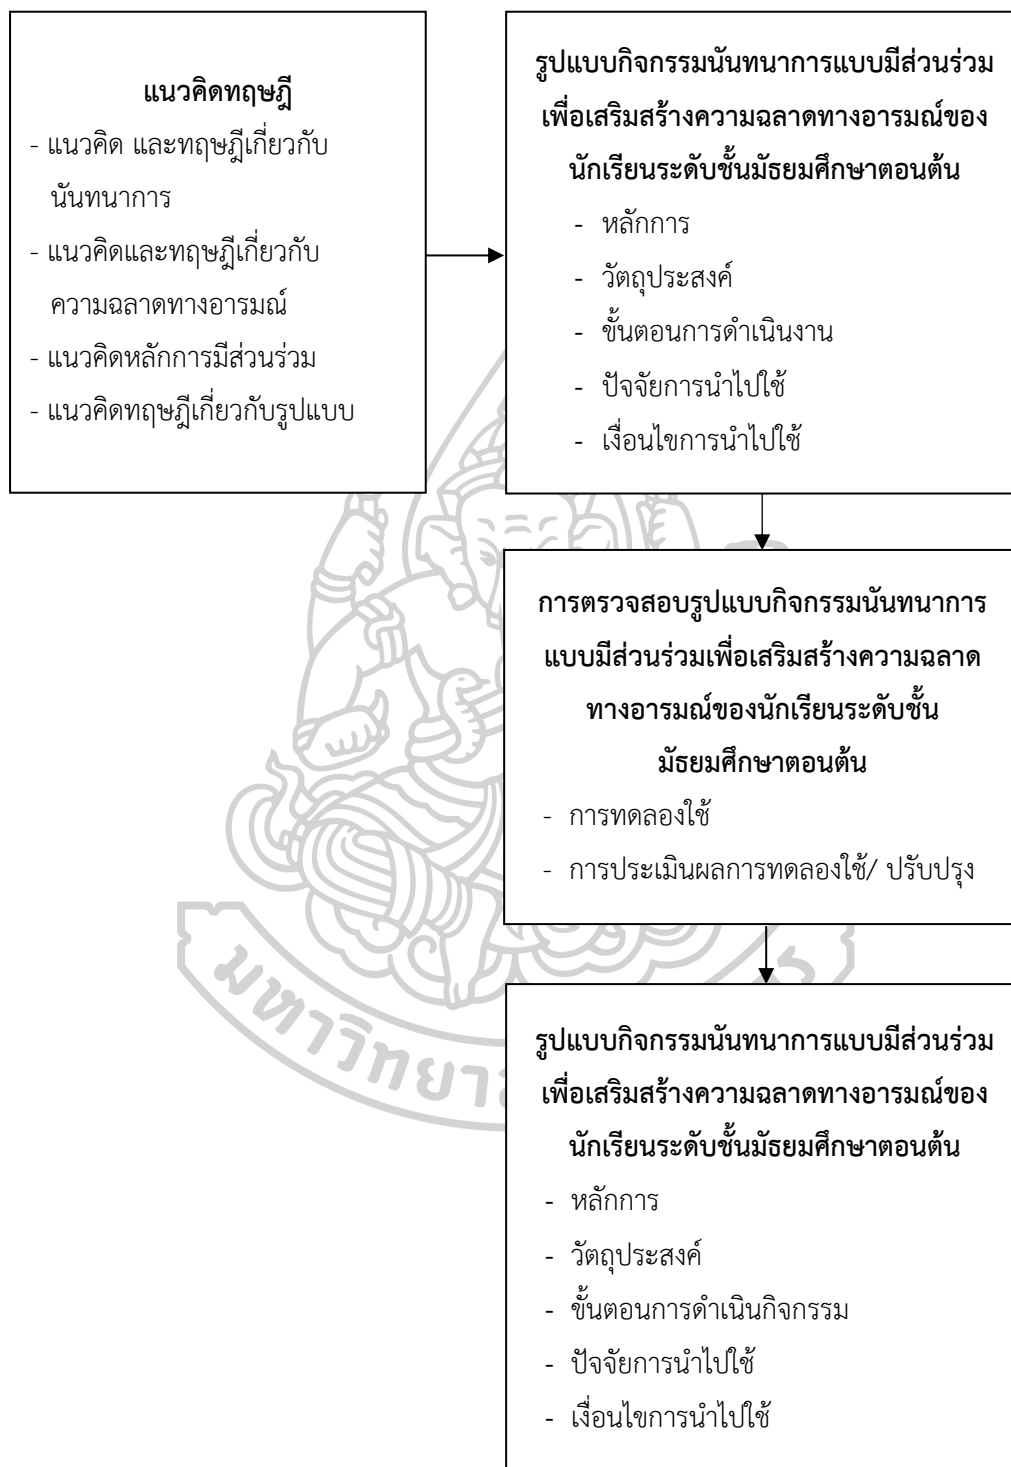 แนวคิดทฤษฎี
- แนวคิด และทฤษฎีเกี่ยวกับ
นันทนาการ
- แนวคิดและทฤษฎีเกี่ยวกับ
ความฉลาดทางอารมณ์
- แนวคิดหลักการมีส่วนร่วม
- แนวคิดทฤษฎีเกี่ยวกับรูปแบบ
รูปแบบกิจกรรมนันทนาการแบบมีส่วนร่วม
เพื่อเสริมสร้างความฉลาดทางอารมณ์ของ
นักเรียนระดับชั้นมัธยมศึกษาตอนต้น
- หลักการ
- วัตถุประสงค์
- ขั้นตอนการดำเนินงาน
- ปัจจัยการนำไปใช้
- เงื่อนไขการนำไปใช้
การตรวจสอบรูปแบบกิจกรรมนันทนาการ
แบบมีส่วนร่วมเพื่อเสริมสร้างความฉลาด
ทางอารมณ์ของนักเรียนระดับชั้น
มัธยมศึกษาตอนต้น
- การทดลองใช้
- การประเมินผลการทดลองใช้/ ปรับปรุง
รูปแบบกิจกรรมนันทนาการแบบมีส่วนร่วม
เพื่อเสริมสร้างความฉลาดทางอารมณ์ของ
นักเรียนระดับชั้นมัธยมศึกษาตอนต้น
- หลักการ
- วัตถุประสงค์
- ขั้นตอนการดำเนินกิจกรรม
- ปัจจัยการนำไปใช้
- เงื่อนไขการนำไปใช้